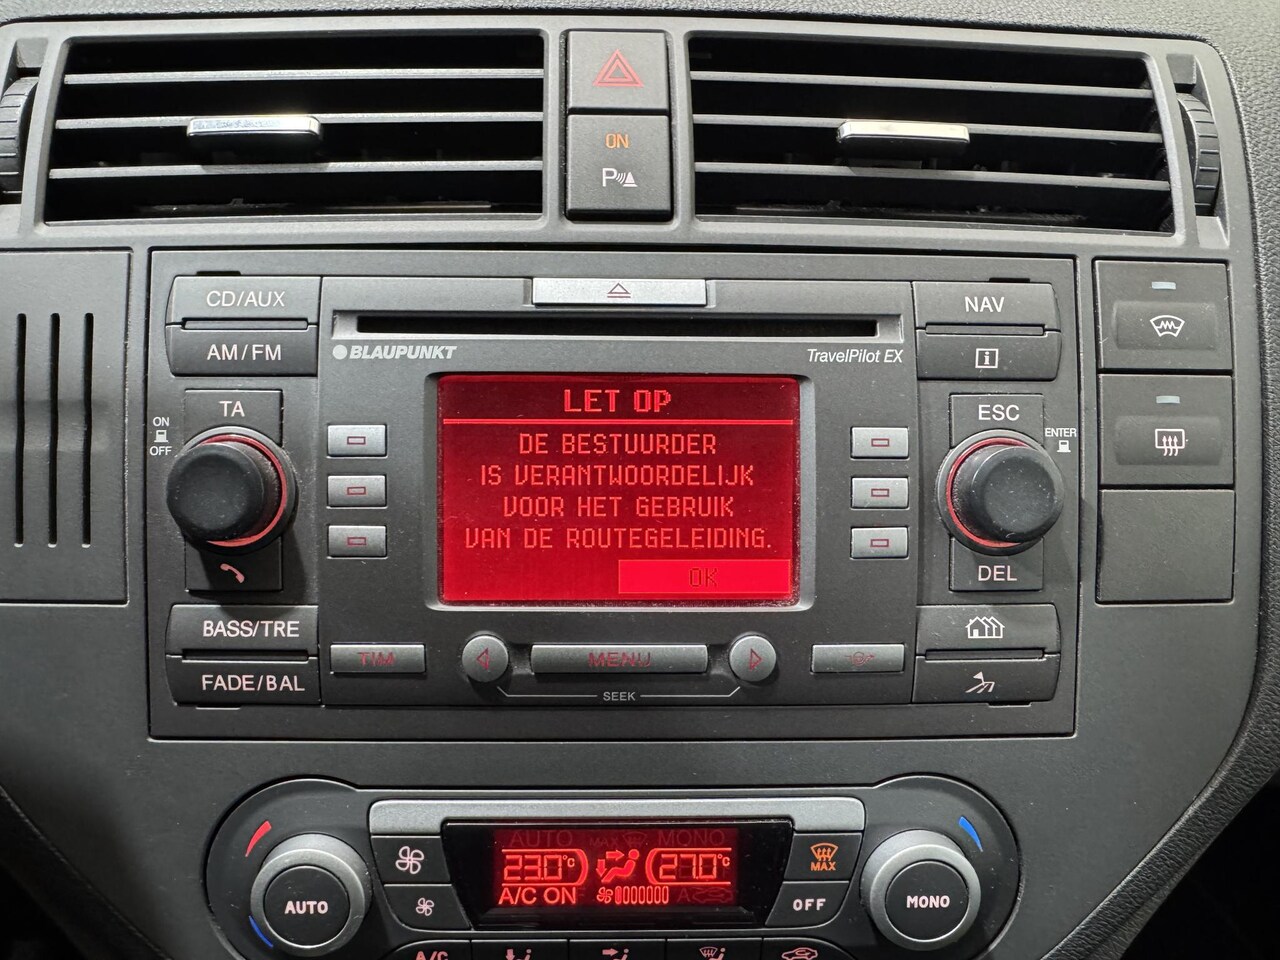 ON
P
CD/AUX
NAV
AM/FM
BLAUPUNKT
TravelPilot EX
i
TA
LET OP
ESC
ON
OFF
ENTER
DE BESTUURDER
IS VERANTWOORDELIJK
VOOR HET GEBRUIK
VAN DE ROUTEGELEIDING.
OK
DEL
BASS/TRE
TIM
MENU
FADE/BAL
SEEK
AUTO
MAX
MONO
23.0°C
27.0°C
A/C ON
A
MAX
AUTO
OFF
MONO
A/C